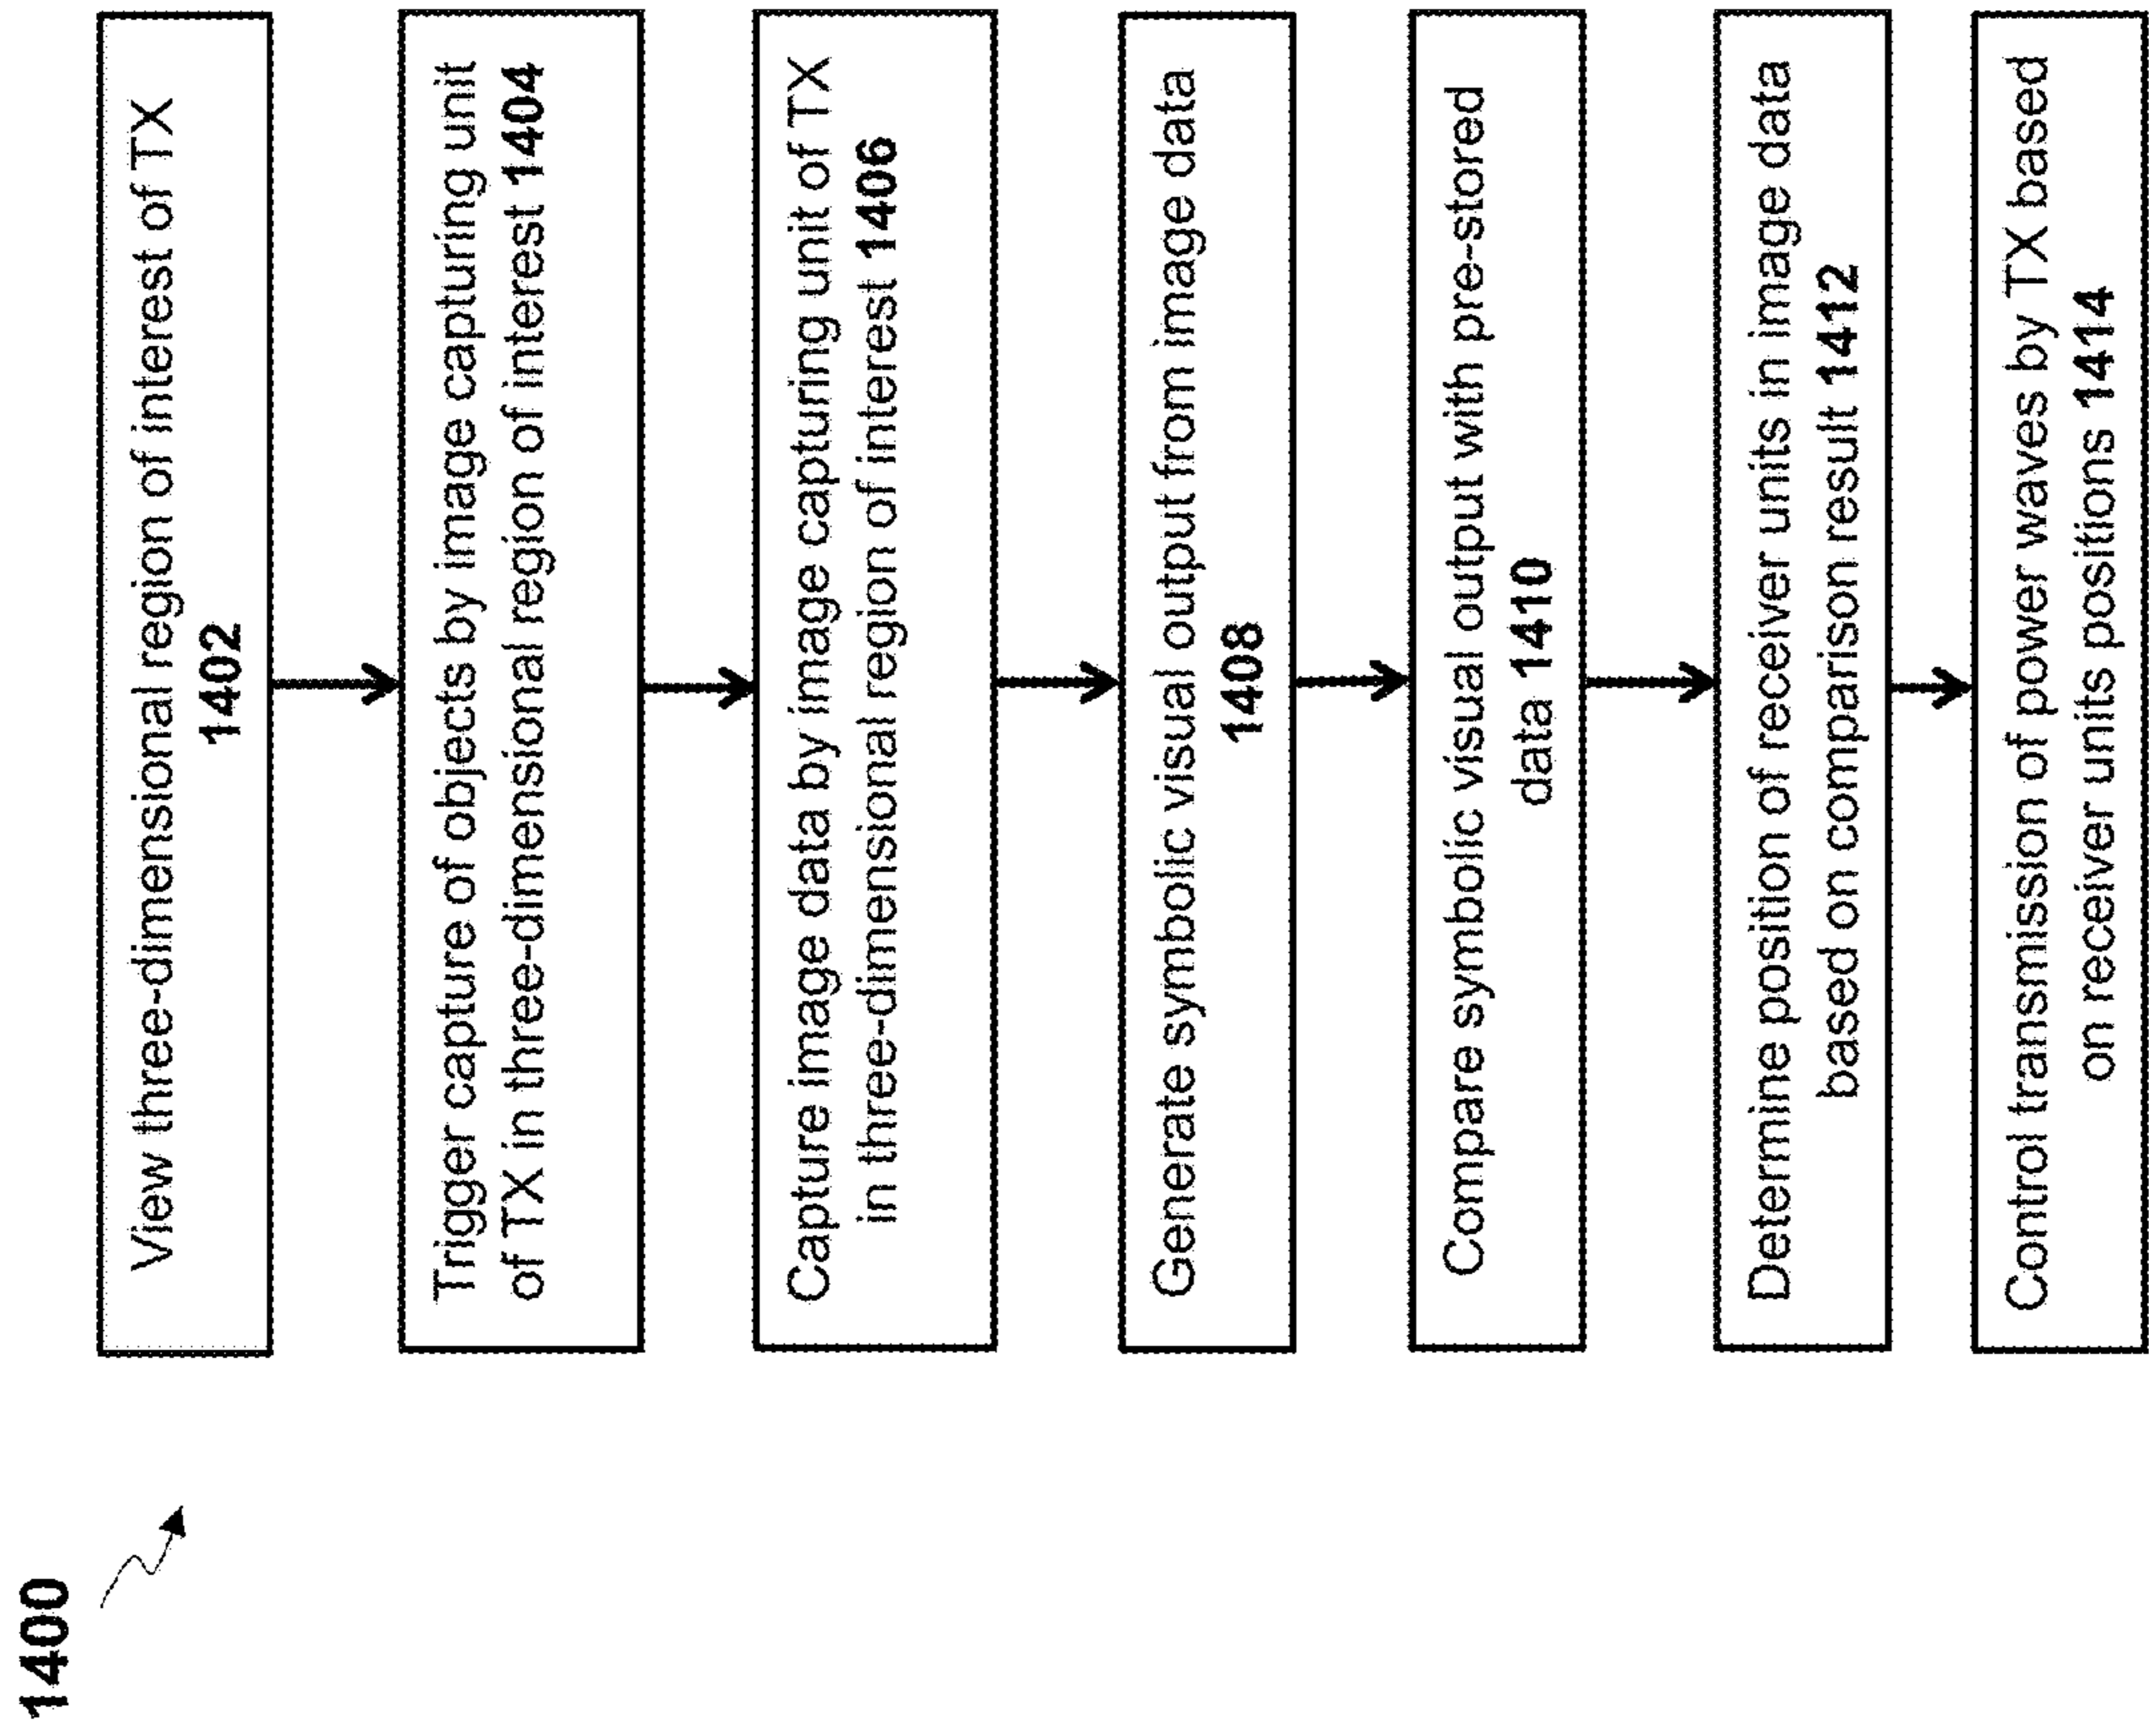 1400
View three-dimensional region of interest of TX
1402
Trigger capture of objects by image capturing unit
of TX in three-dimensional region of interest 1404
Capture image data by image capturing unit of TX
in three-dimensional region of interest 1406
Generate symbolic visual output from image data
1408
Compare symbolic visual output with pre-stored
data 1410
Determine position of receiver units in image data
based on comparison result 1412
Control transmission of power waves by TX based
on receiver units positions 1414